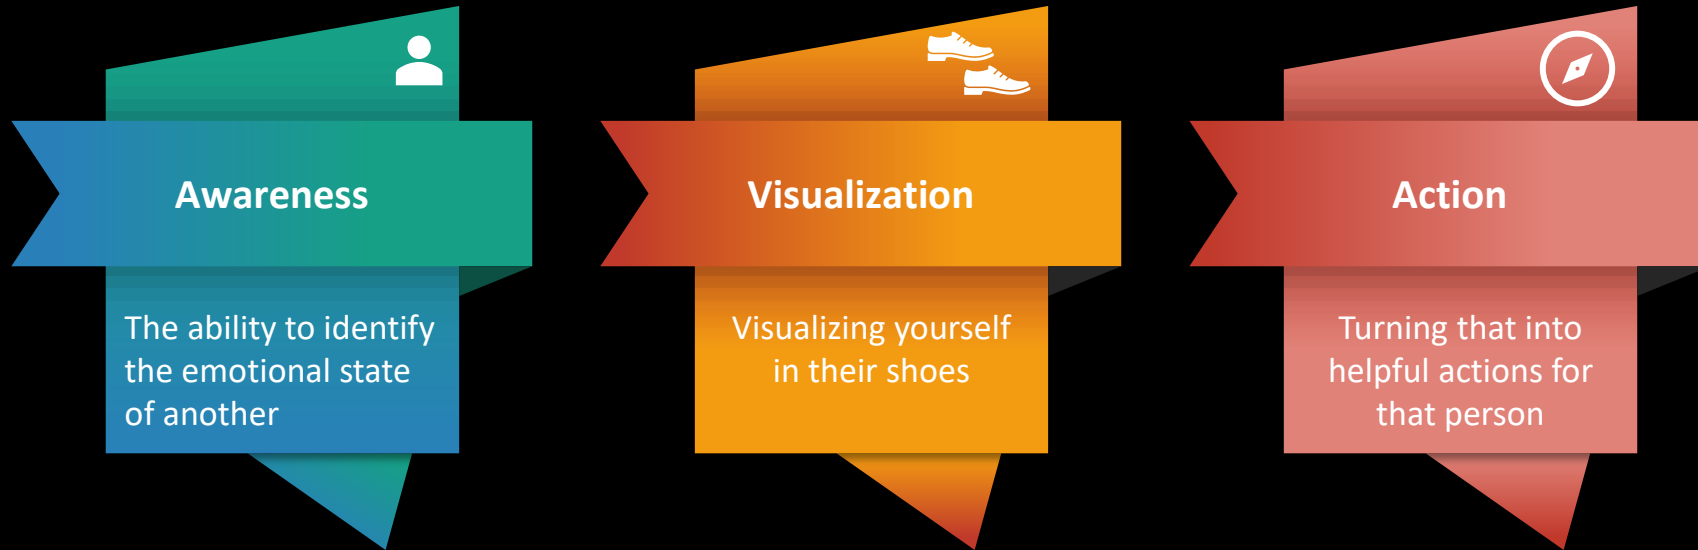 Awareness
The ability to identify
the emotional state
of another
Visualization
Visualizing yourself
in their shoes
Action
Turning that into
helpful actions for
that person